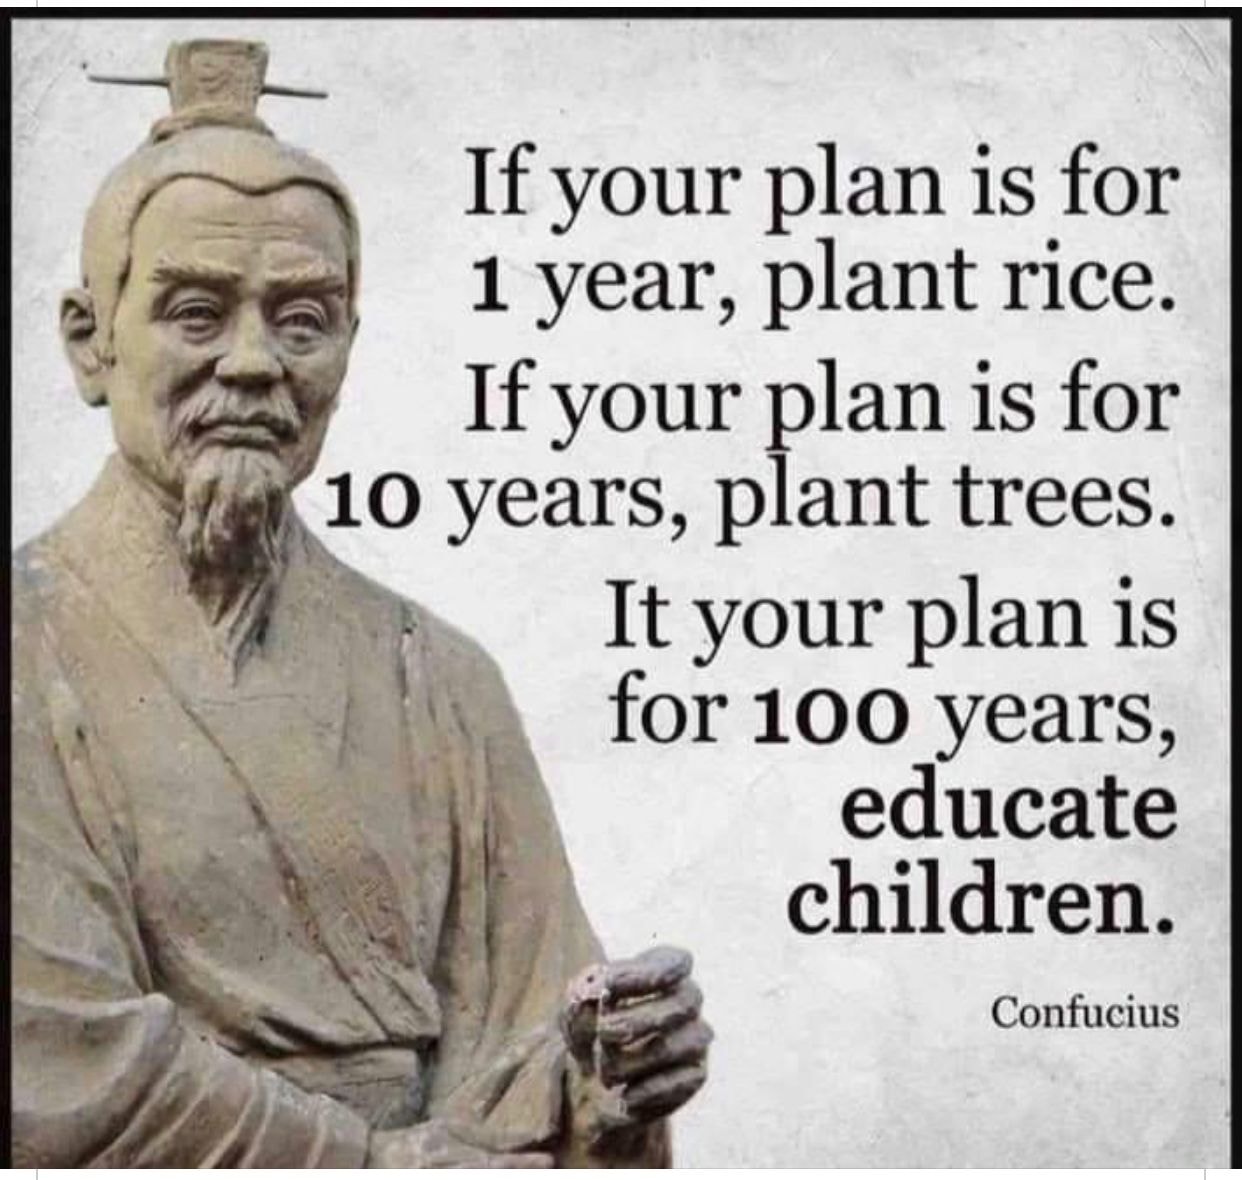 If your plan is for
1 year, plant rice.
If your plan is for
10 years, plant trees.
It your plan is
for 100 years,
educate
children.
Confucius